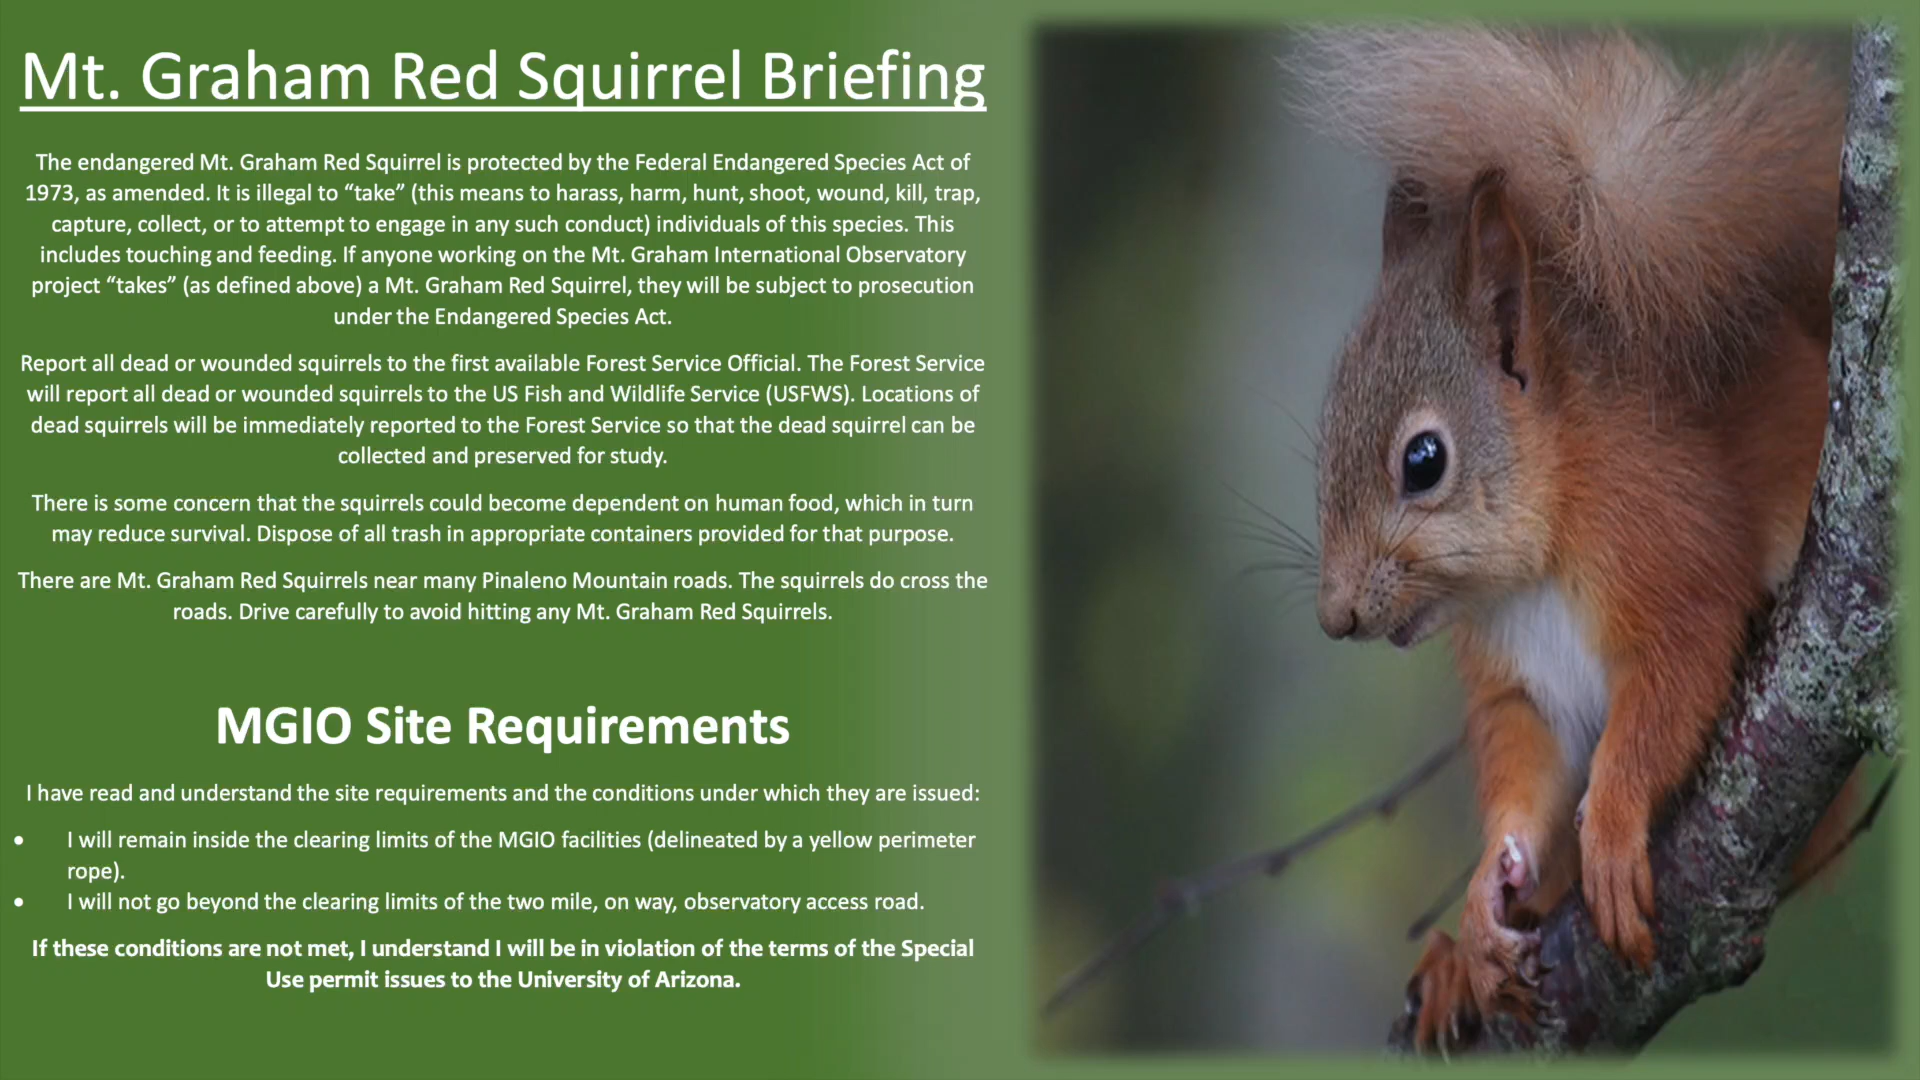 Mt. Graham Red Squirrel Briefing
The endangered Mt. Graham Red Squirrel is protected by the Federal Endangered Species Act of
1973, as amended. It is illegal to “take” (this means to harass, harm, hunt, shoot, wound, kill, trap,
capture, collect, or to attempt to engage in any such conduct) individuals of this species. This
includes touching and feeding. If anyone working on the Mt. Graham International Observatory
project “takes” (as defined above) a Mt. Graham Red Squirrel, they will be subject to prosecution
under the Endangered Species Act.
Report all dead or wounded squirrels to the first available Forest Service Official. The Forest Service
will report all dead or wounded squirrels to the US Fish and Wildlife Service (USFWS). Locations of
dead squirrels will be immediately reported to the Forest Service so that the dead squirrel can be
collected and preserved for study.
There is some concern that the squirrels could become dependent on human food, which in turn
may reduce survival. Dispose of all trash in appropriate containers provided for that purpose.
There are Mt. Graham Red Squirrels near many Pinaleno Mountain roads. The squirrels do cross the
roads. Drive carefully to avoid hitting any Mt. Graham Red Squirrels.
MGIO Site Requirements
I have read and understand the site requirements and the conditions under which they are issued:
• I will remain inside the clearing limits of the MGIO facilities (delineated by a yellow perimeter
rope).
• I will not go beyond the clearing limits of the two mile, on way, observatory access road.
If these conditions are not met, I understand I will be in violation of the terms of the Special
Use permit issues to the University of Arizona.